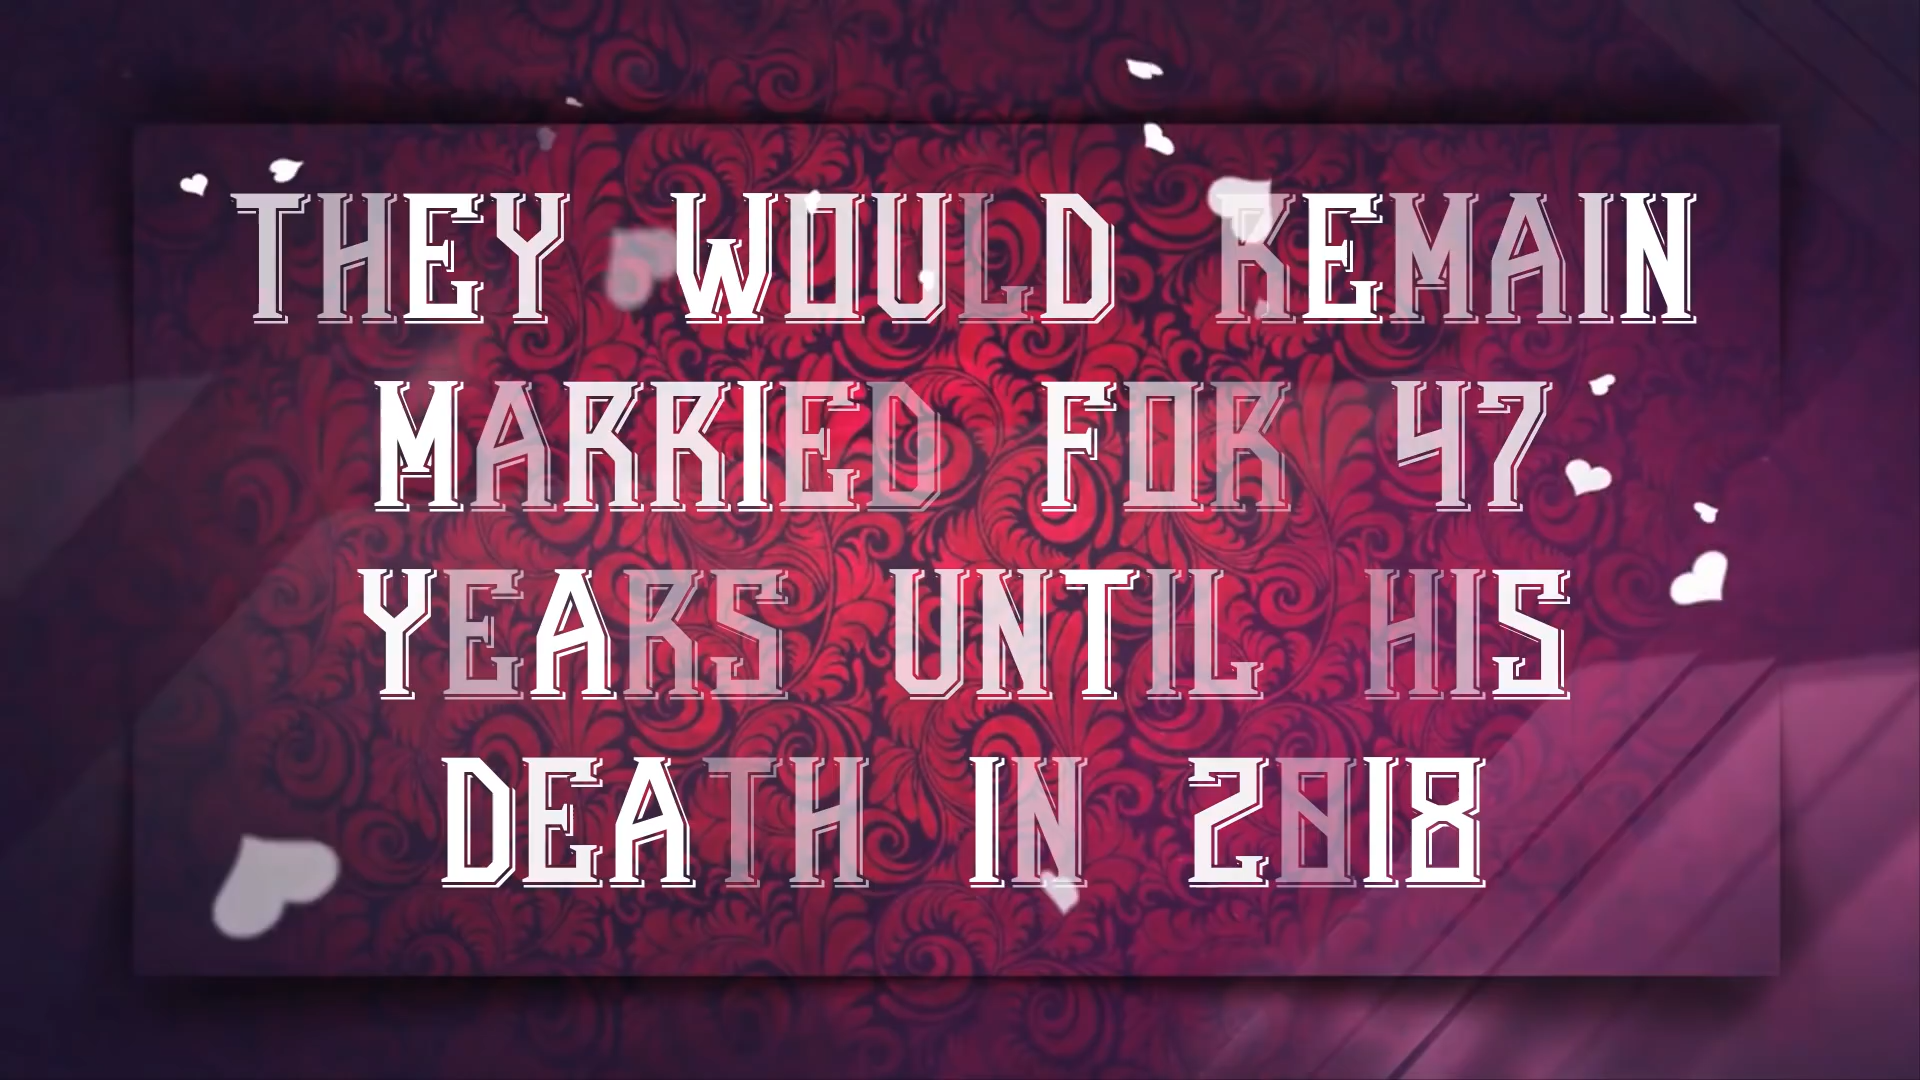 THEY WOULD REMAIN
MARRIED FOR 47
YEARS UNTIL HIS
DEATH IN 2018